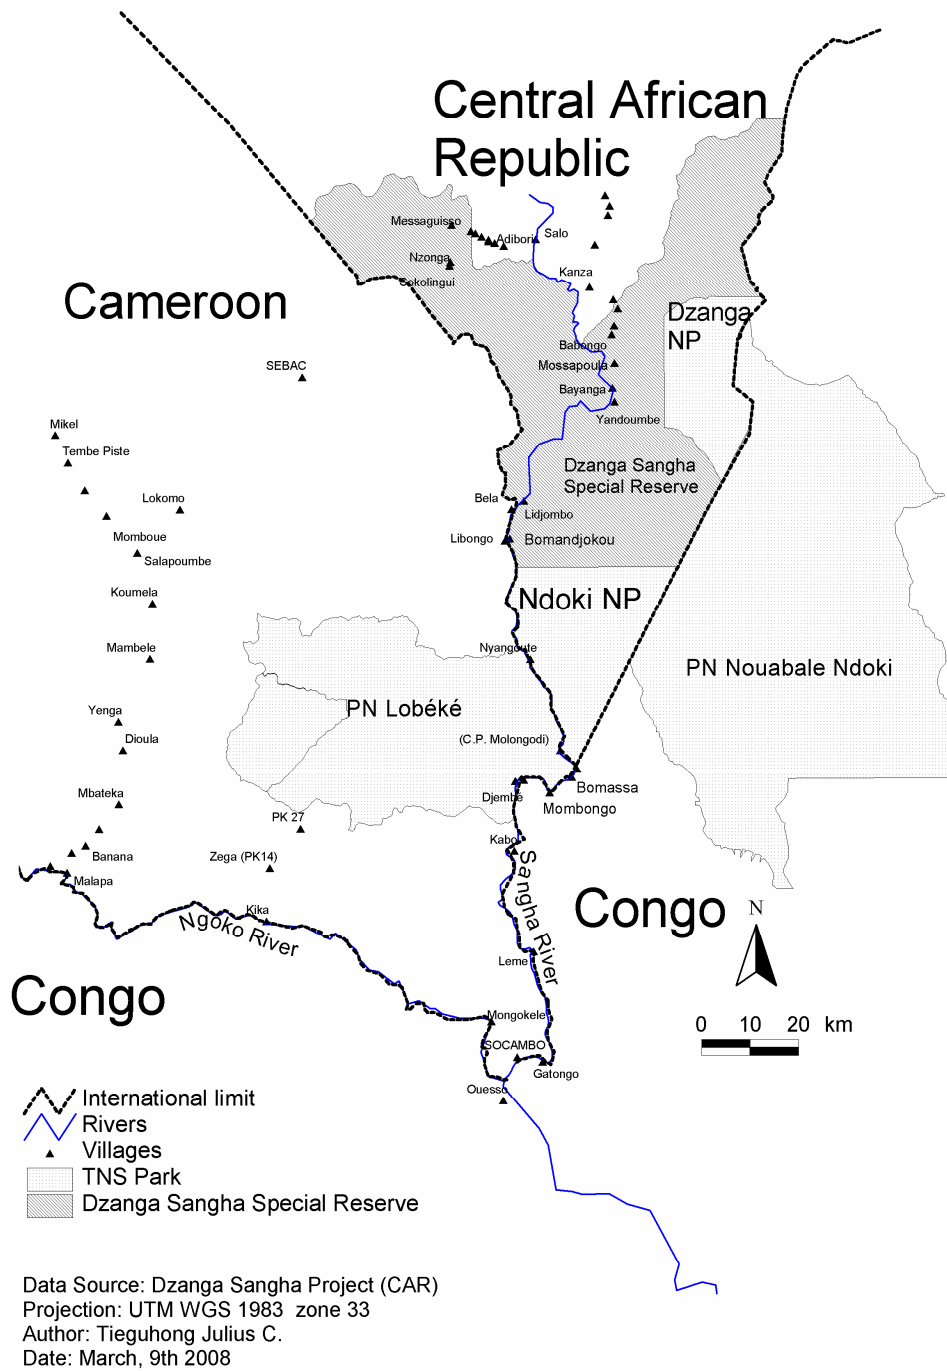 Central African
Republic
Messaguisso
Adibori
Salo
Nzonga
Cokolingui
Kanza
Cameroon
Dzanga
NP
Babongo
SEBAC
Mossapoula
Bayanga
Yandoumbe
Mikel
Tembe Piste
Dzanga Sangha
Special Reserve
Lokomo
Bela
Lidjombo
Momboue
Libongo
Bomandjokou
Salapoumbe
Koumela
Ndoki NP
Mambele
Nyangoute
PN Nouabale Ndoki
Yenga
PN Lobéké
Dioula
(C.P. Molongodi)
Mbateka
Djembe
Bomassa
Mombongo
PK 27
Kabo
Banana
Zega (PK14)
Malapa
Sangha River
Kika
Ngoko River
Congo
N
Leme
Congo
Mongokele
0 10 20 km
SOCAMBO
Gatongo
Ouesso
International limit
Rivers
Villages
TNS Park
Dzanga Sangha Special Reserve
Data Source: Dzanga Sangha Project (CAR)
Projection: UTM WGS 1983 zone 33
Author: Tieguhong Julius C.
Date: March, 9th 2008